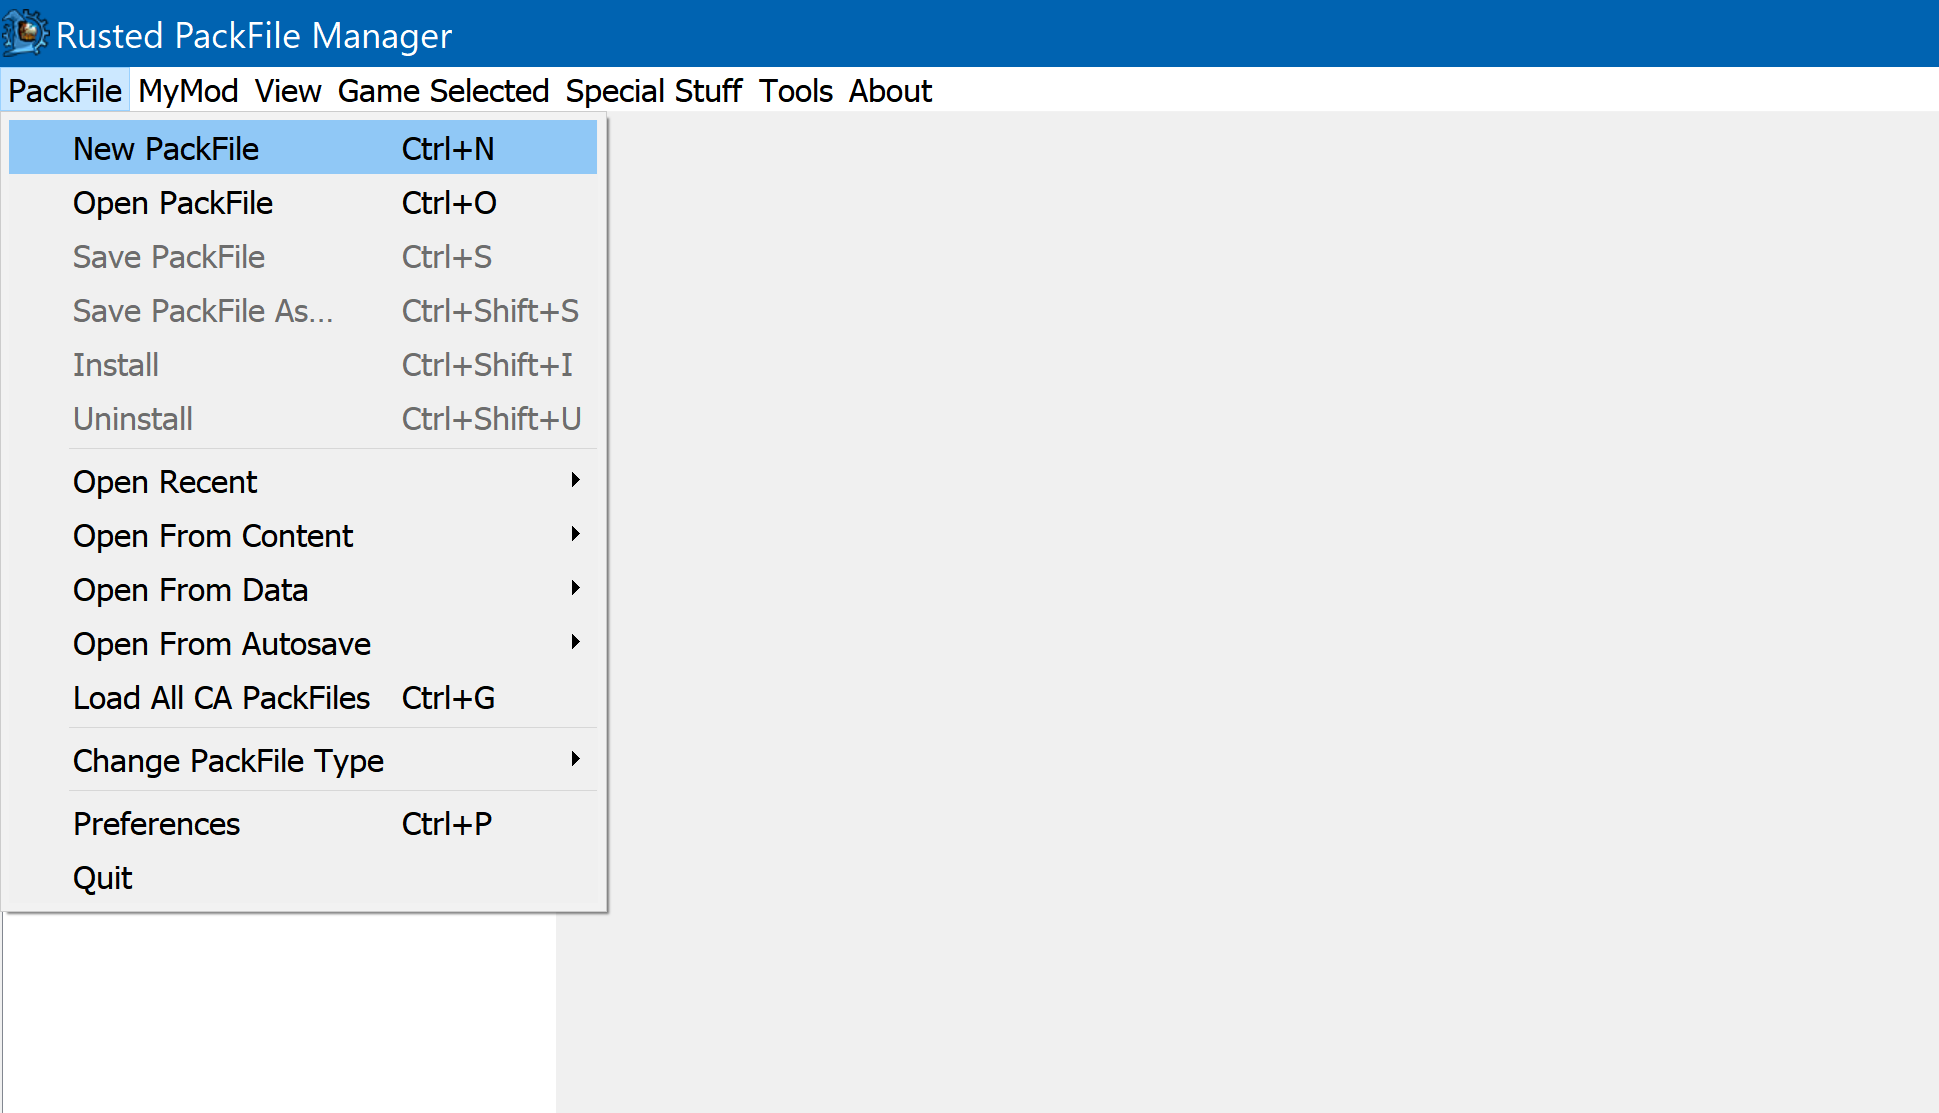 Rusted PackFile Manager
PackFile MyMod View Game Selected Special Stuff Tools About
New PackFile Ctrl+N
Open PackFile Ctrl+O
Save PackFile Ctrl+S
Save PackFile As... Ctrl+Shift+S
Install Ctrl+Shift+I
Uninstall Ctrl+Shift+U
Open Recent
Open From Content
Open From Data
Open From Autosave
Load All CA PackFiles Ctrl+G
Change PackFile Type
Preferences Ctrl+P
Quit